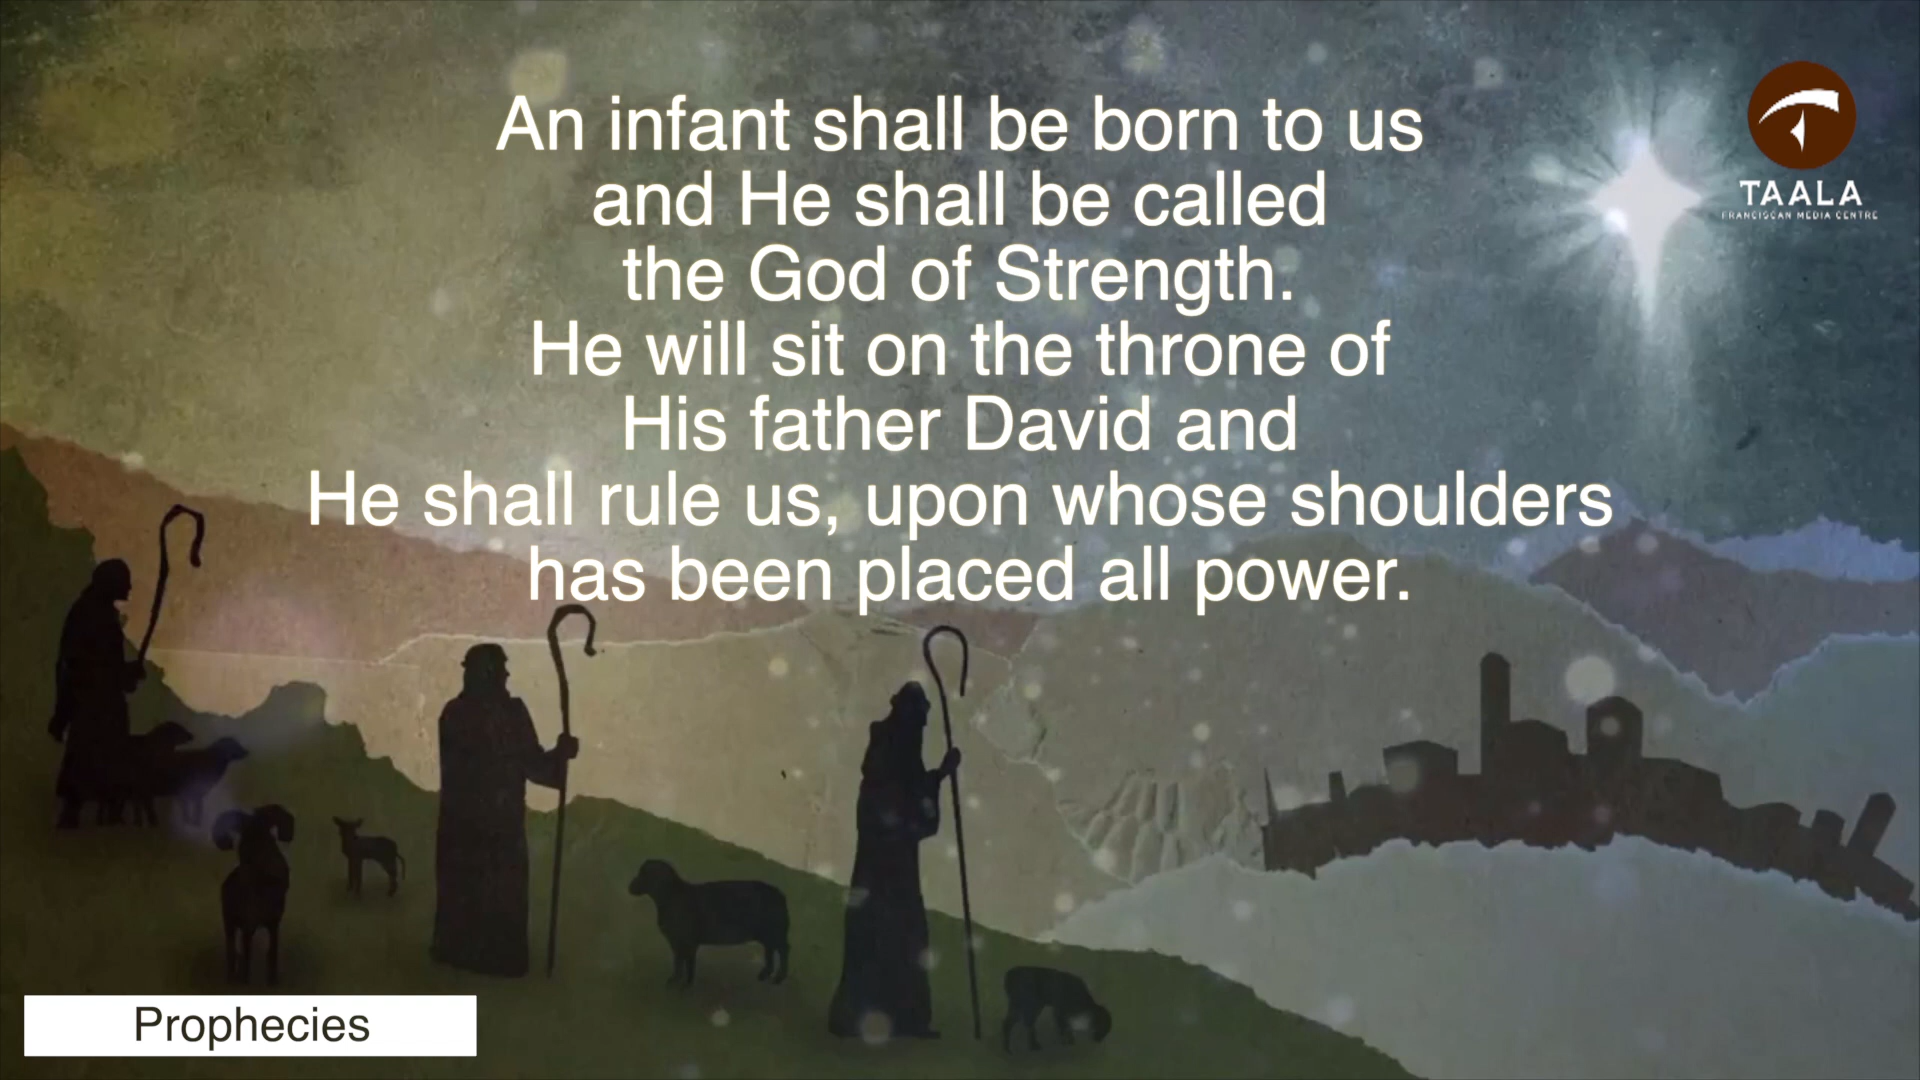 An infant shall be born to us
and He shall be called
the God of Strength.
He will sit on the throne of
His father David and
He shall rule us, upon whose shoulders
has been placed all power.
TAALA
FRANCISCAN MEDIA CENTRE
Prophecies